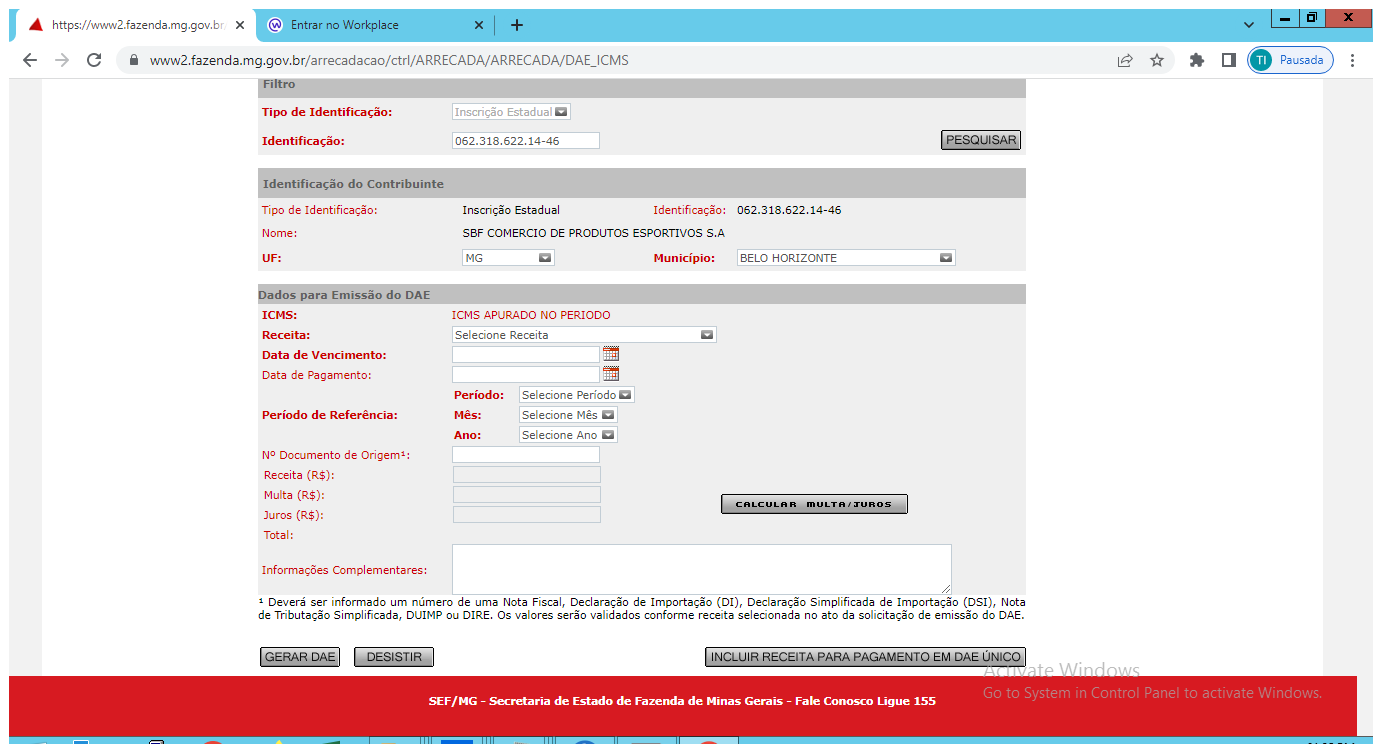 https://www2.fazenda.mg.gov.br
Entrar no Workplace
www2.fazenda.mg.gov.br/arrecadacao/ctrl/ARRECADA/ARRECADA/DAE_ICMS
TI Pausada
Filtro
Tipo de Identificação: Inscrição Estadual
Identificação: 062.318.622.14-46 PESQUISAR
Identificação do Contribuinte
Tipo de Identificação: Inscrição Estadual Identificação: 062.318.622.14-46
Nome: SBF COMERCIO DE PRODUTOS ESPORTIVOS S.A
UF: MG Município: BELO HORIZONTE
Dados para Emissão do DAE
ICMS: ICMS APURADO NO PERIODO
Receita: Selecione Receita
Data de Vencimento:
Data de Pagamento:
Período: Selecione Período
Período de Referência: Mês: Selecione Mês
Ano: Selecione Ano
Nº Documento de Origem¹:
Receita (R$):
Multa (R$):
CALCULAR MULTA/JUROS
Juros (R$):
Total:
Informações Complementares:
¹ Deverá ser informado um número de uma Nota Fiscal, Declaração de Importação (DI), Declaração Simplificada de Importação (DSI), Nota
de Tributação Simplificada, DUIMP ou DIRE. Os valores serão validados conforme receita selecionada no ato da solicitação de emissão do DAE.
GERAR DAE DESISTIR INCLUIR RECEITA PARA PAGAMENTO EM DAE ÚNICO
Activate Windows
Go to System in Control Panel to activate Windows.
SEF/MG - Secretaria de Estado de Fazenda de Minas Gerais - Fale Conosco Ligue 155